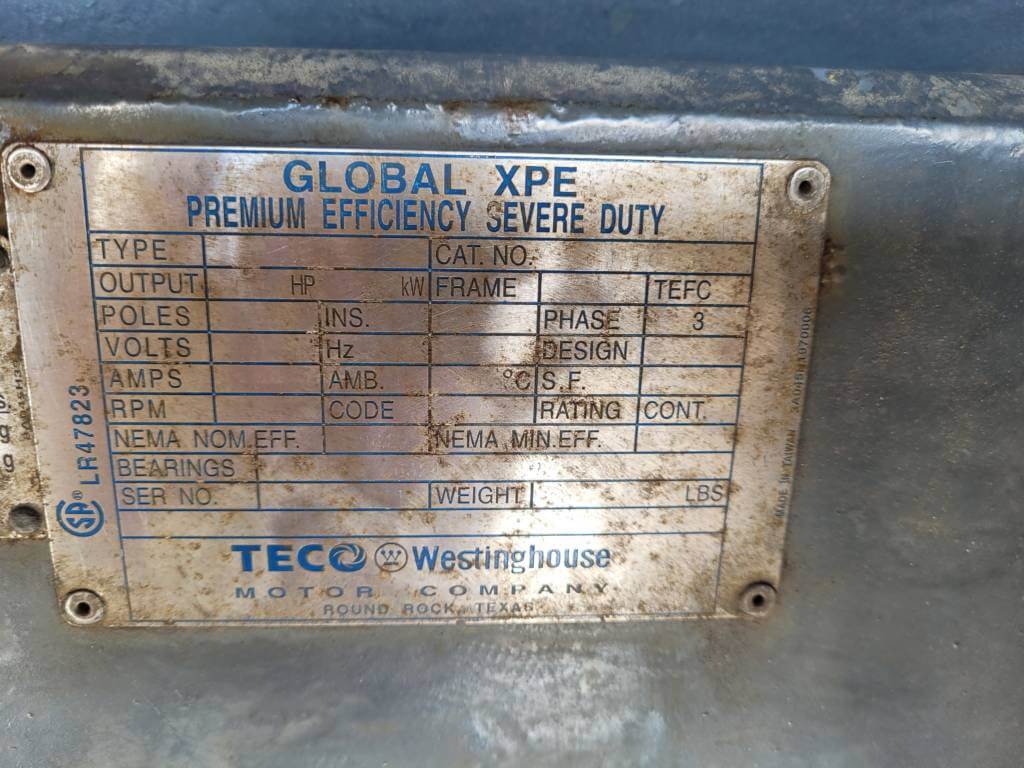 GLOBAL XPE
PREMIUM EFFICIENCY SEVERE DUTY
TYPE CAT. NO.
OUTPUT HP kW FRAME TEFC
POLES INS. PHASE 3
VOLTS Hz DESIGN
AMPS AMB. °C S.F.
RPM CODE RATING CONT.
NEMA NOM.EFF. NEMA MIN.EFF.
BEARINGS
SER NO. WEIGHT LBS
TECO W Westinghouse
MOTOR COMPANY
ROUND ROCK, TEXAS
SP® LR47823
MADE IN TAIWAN
g
g